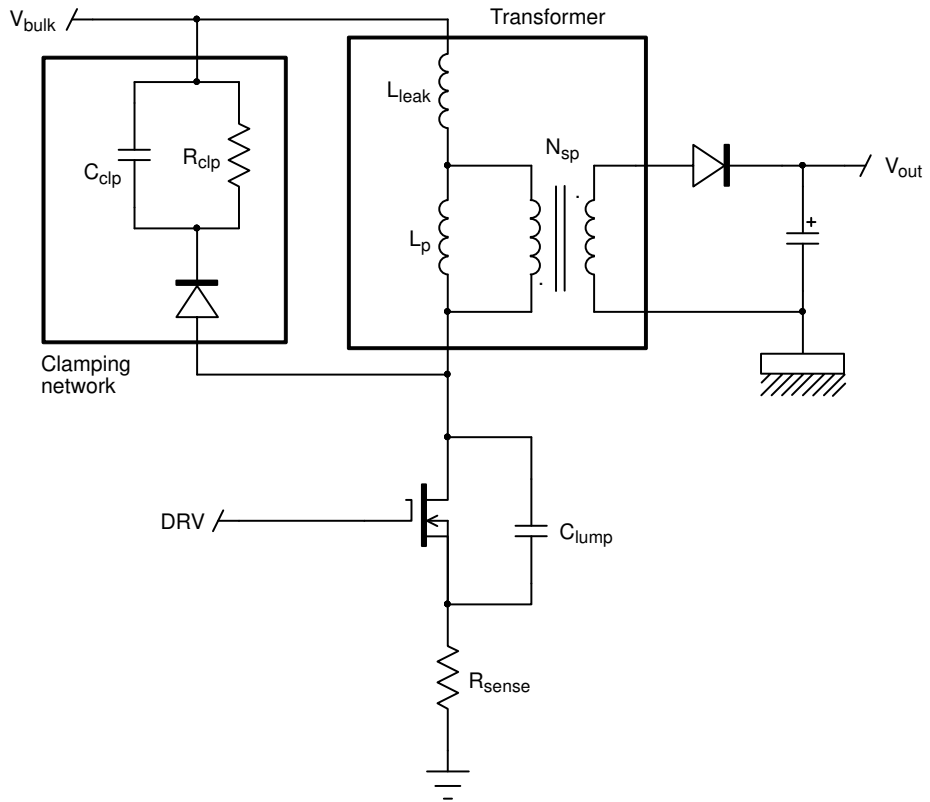 Transformer
Vbulk
Lleak
Nsp
Cclp
Rclp
Vout
+
Lp
Clamping
network
DRV
Clump
Rsense